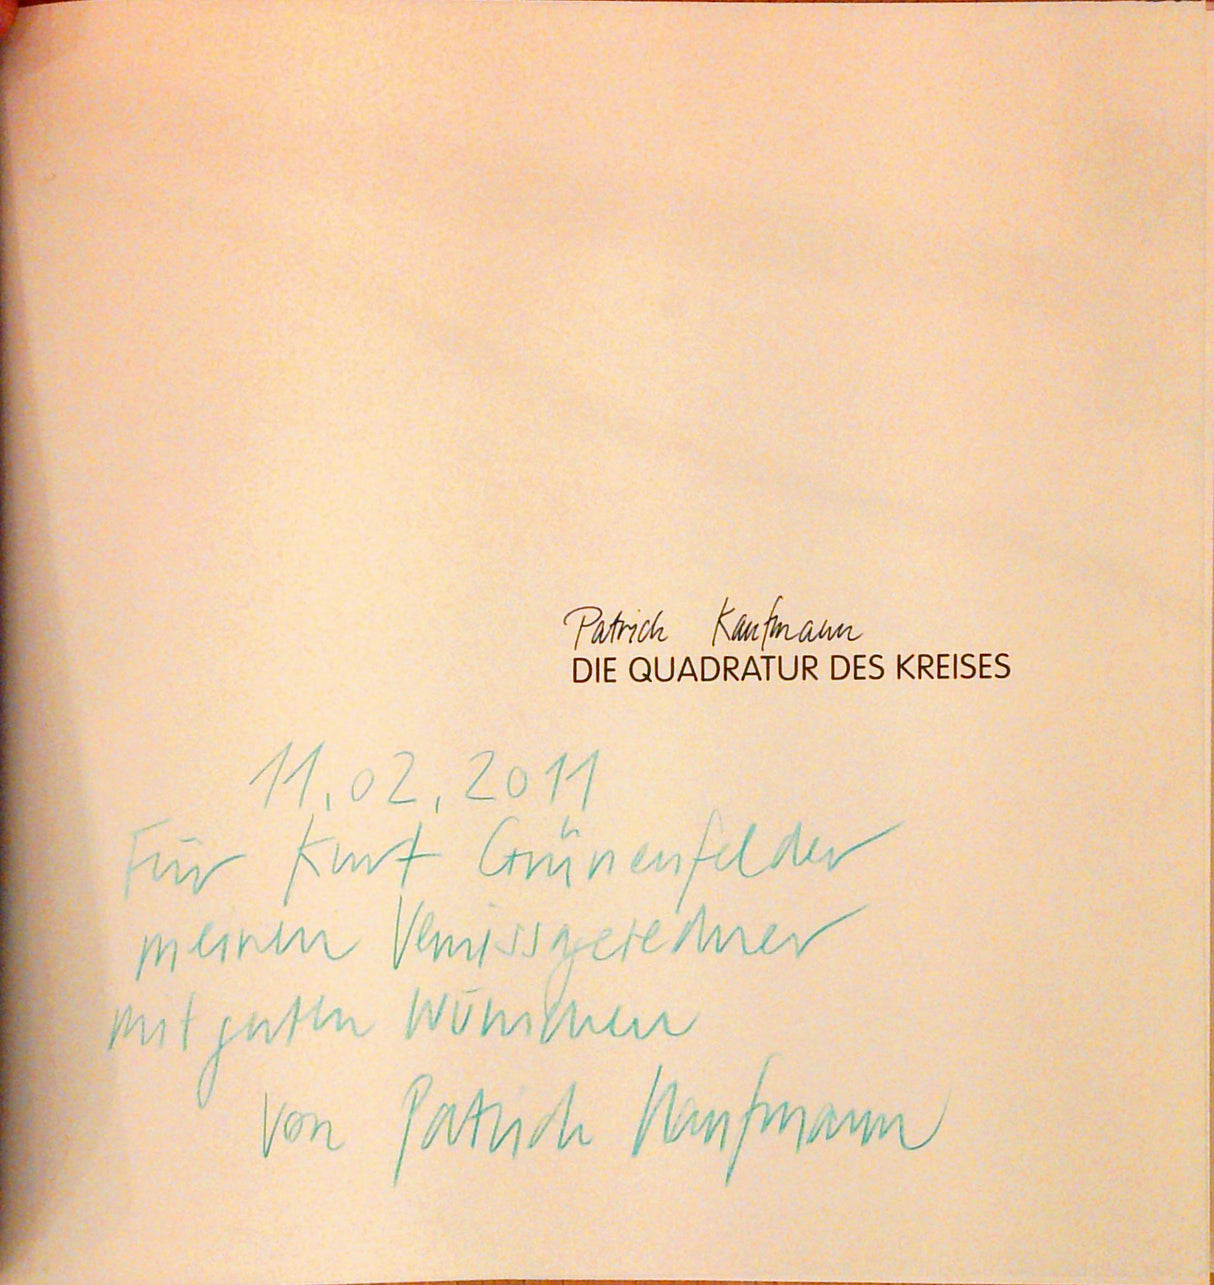 Patrick Kaufmann
DIE QUADRATUR DES KREISES
11.02.2011
Für Kurt Grünenfelder
meinen Vernissageredner
mit guten Wünschen
von Patrick Kaufmann